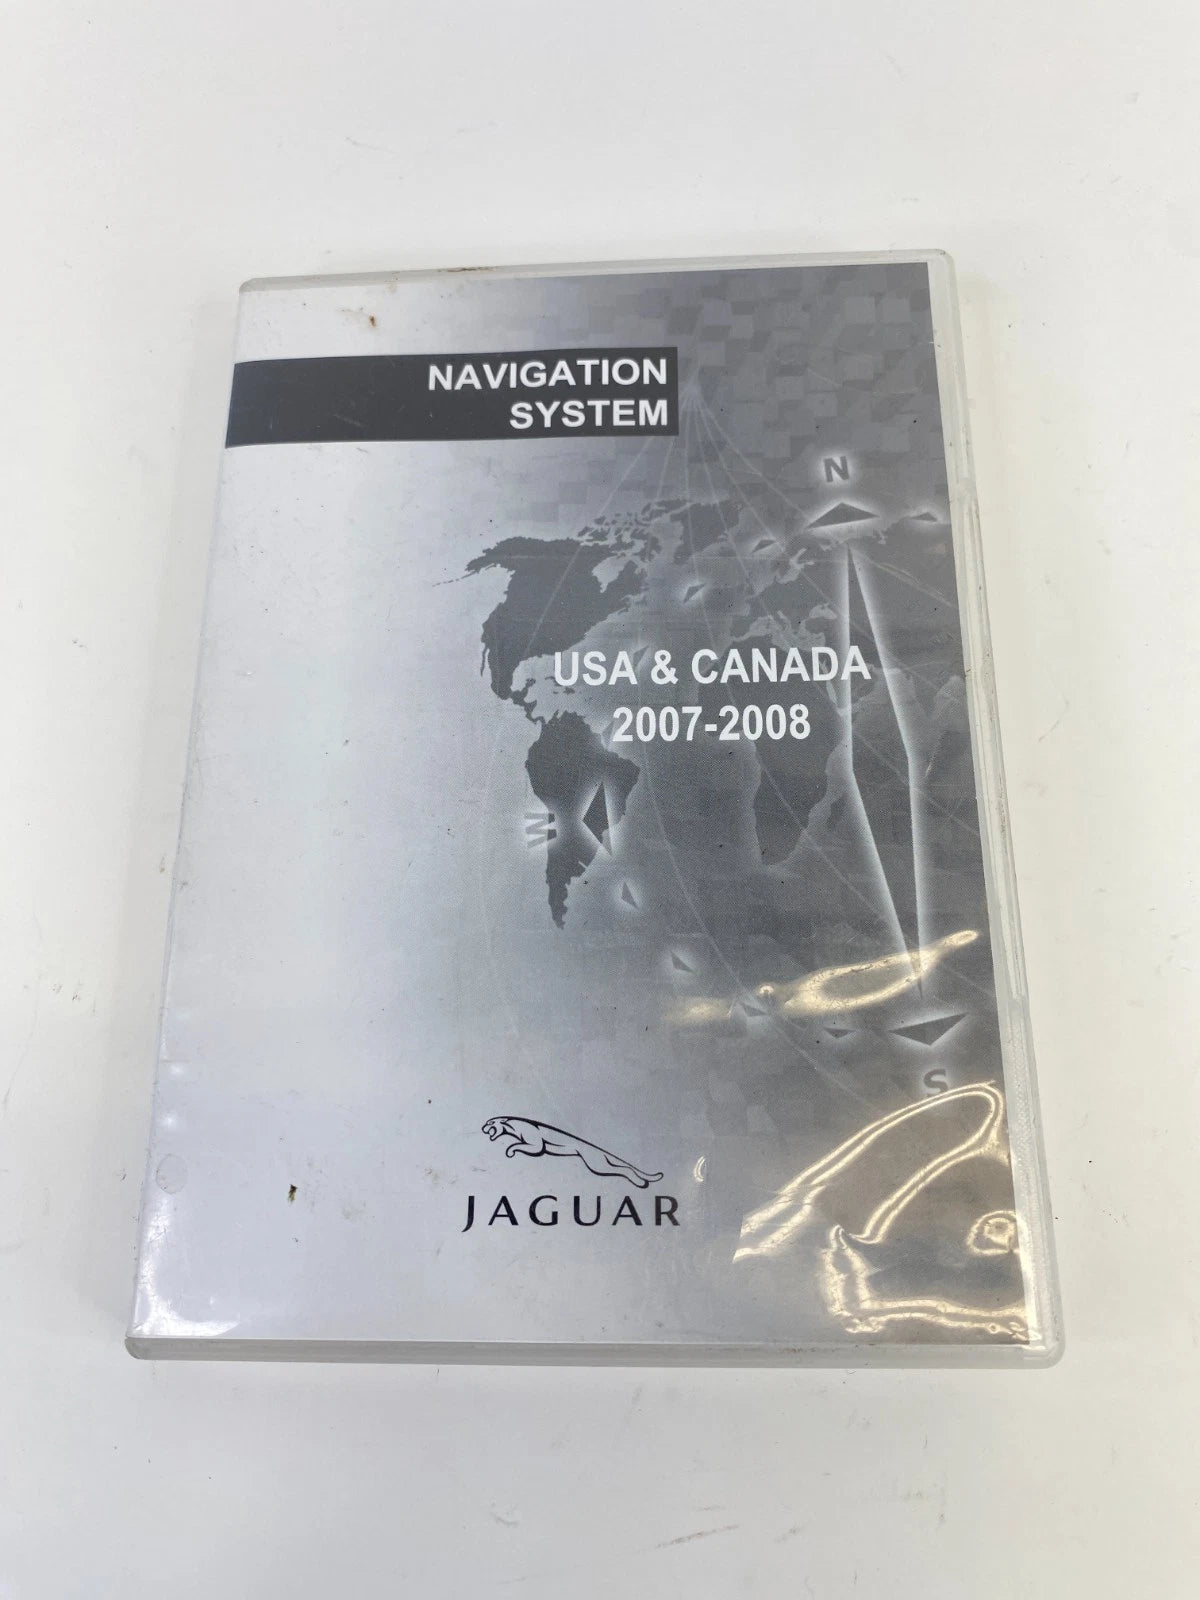 NAVIGATION
SYSTEM
N
USA & CANADA
2007-2008
W
S
JAGUAR